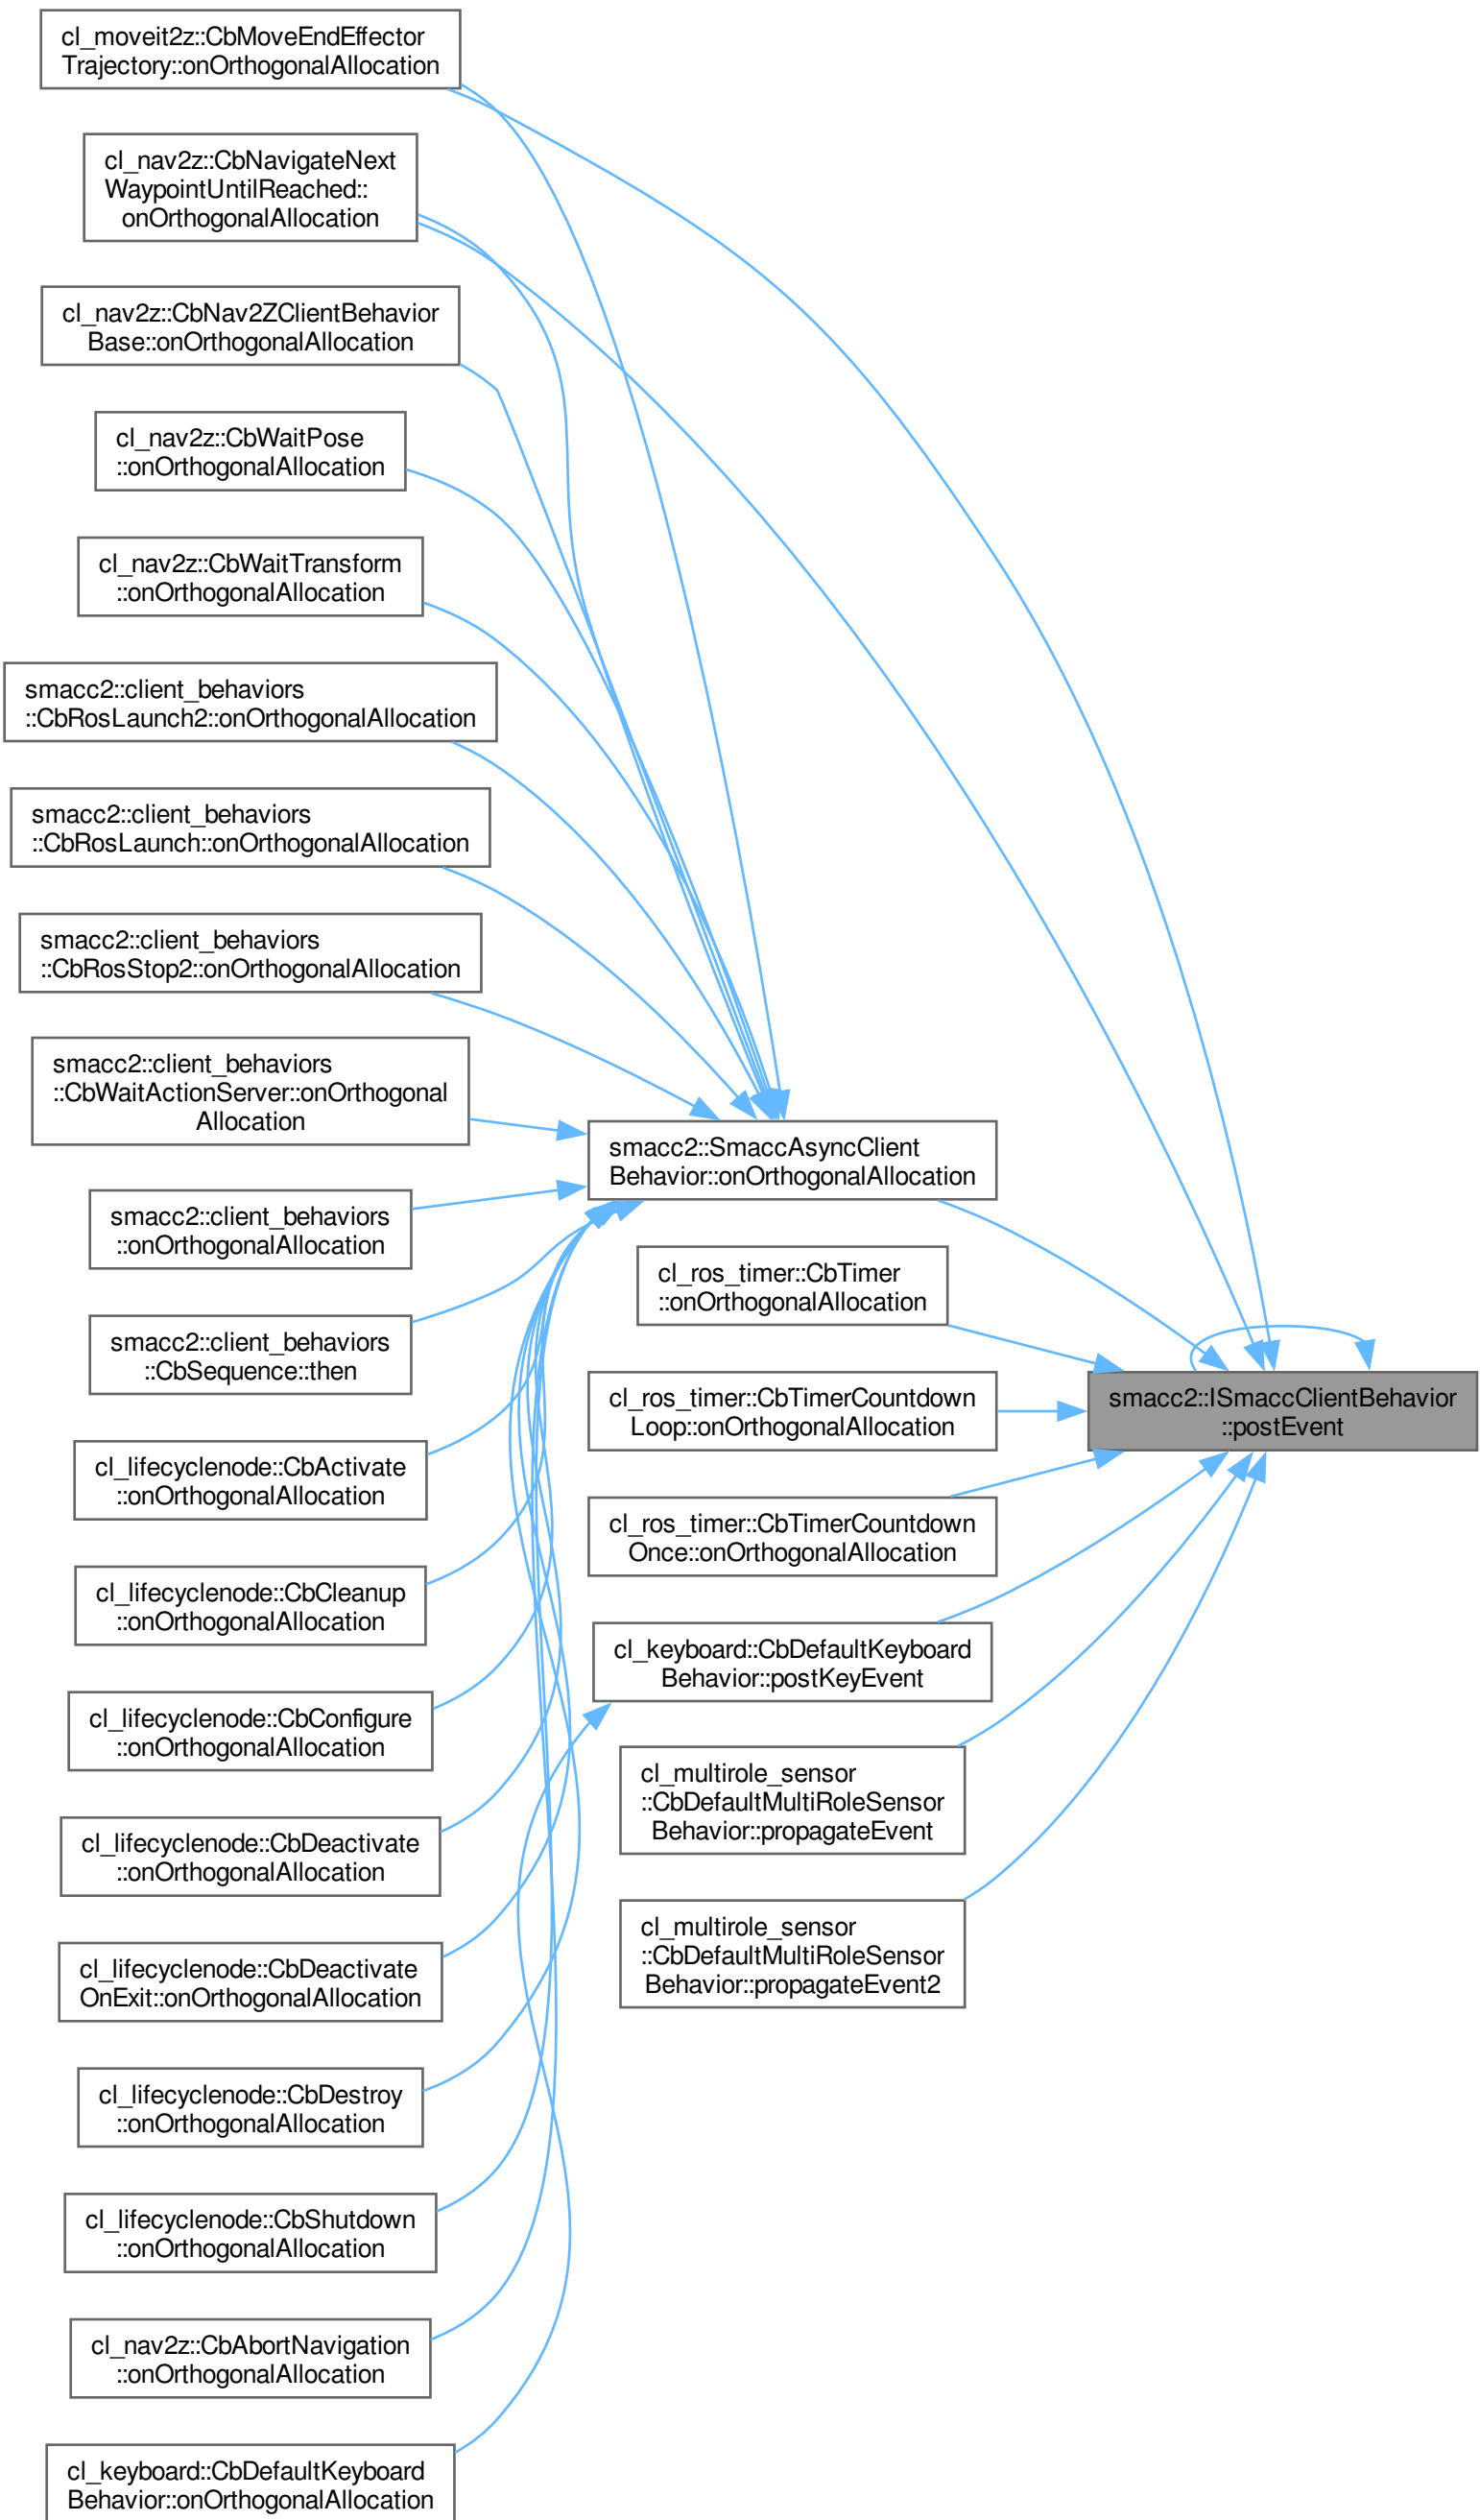 cl_moveit2z::CbMoveEndEffector
Trajectory::onOrthogonalAllocation
cl_nav2z::CbNavigateNext
WaypointUntilReached::
onOrthogonalAllocation
cl_nav2z::CbNav2ZClientBehavior
Base::onOrthogonalAllocation
cl_nav2z::CbWaitPose
::onOrthogonalAllocation
cl_nav2z::CbWaitTransform
::onOrthogonalAllocation
smacc2::client_behaviors
::CbRosLaunch2::onOrthogonalAllocation
smacc2::client_behaviors
::CbRosLaunch::onOrthogonalAllocation
smacc2::client_behaviors
::CbRosStop2::onOrthogonalAllocation
smacc2::client_behaviors
::CbWaitActionServer::onOrthogonal
Allocation
smacc2::client_behaviors
::onOrthogonalAllocation
smacc2::client_behaviors
::CbSequence::then
cl_lifecyclenode::CbActivate
::onOrthogonalAllocation
cl_lifecyclenode::CbCleanup
::onOrthogonalAllocation
cl_lifecyclenode::CbConfigure
::onOrthogonalAllocation
cl_lifecyclenode::CbDeactivate
::onOrthogonalAllocation
cl_lifecyclenode::CbDeactivate
OnExit::onOrthogonalAllocation
cl_lifecyclenode::CbDestroy
::onOrthogonalAllocation
cl_lifecyclenode::CbShutdown
::onOrthogonalAllocation
cl_nav2z::CbAbortNavigation
::onOrthogonalAllocation
cl_keyboard::CbDefaultKeyboard
Behavior::onOrthogonalAllocation
smacc2::SmaccAsyncClient
Behavior::onOrthogonalAllocation
cl_ros_timer::CbTimer
::onOrthogonalAllocation
cl_ros_timer::CbTimerCountdown
Loop::onOrthogonalAllocation
cl_ros_timer::CbTimerCountdown
Once::onOrthogonalAllocation
cl_keyboard::CbDefaultKeyboard
Behavior::postKeyEvent
cl_multirole_sensor
::CbDefaultMultiRoleSensor
Behavior::propagateEvent
cl_multirole_sensor
::CbDefaultMultiRoleSensor
Behavior::propagateEvent2
smacc2::ISmaccClientBehavior
::postEvent